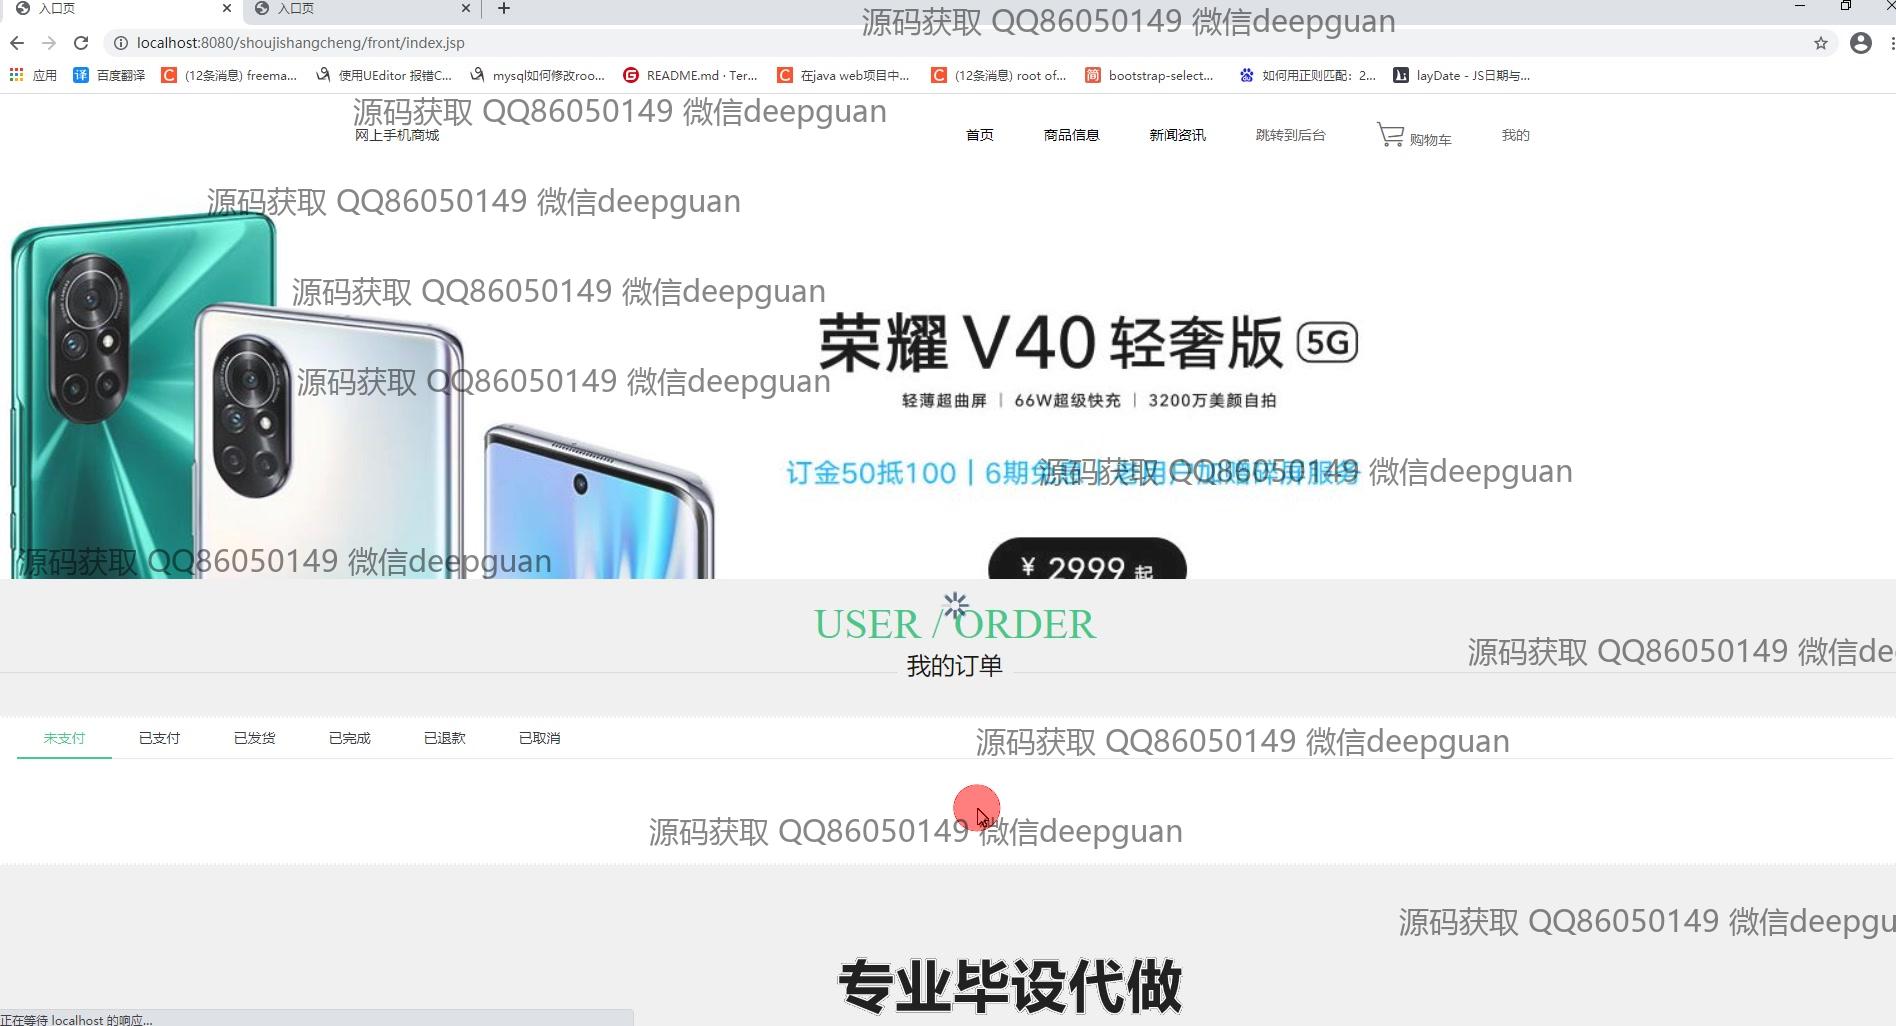 入口页
入口页
源码获取 QQ86050149 微信deepguan
localhost:8080/shoujishangcheng/front/index.jsp
应用
百度翻译
(12条消息) freema...
使用UEditor 报错C...
mysql如何修改roo...
README.md · Ter...
在java web项目中...
(12条消息) root of...
bootstrap-select...
如何用正则匹配：2...
layDate - JS日期与...
源码获取 QQ86050149 微信deepguan
网上手机商城
首页
商品信息
新闻资讯
跳转到后台
购物车
我的
源码获取 QQ86050149 微信deepguan
源码获取 QQ86050149 微信deepguan
荣耀 V40 轻奢版 5G
源码获取 QQ86050149 微信deepguan
轻薄超曲屏 | 66W超级快充 | 3200万美颜自拍
订金50抵100 | 6期
源码获取 QQ86050149 微信deepguan
源码获取 QQ86050149 微信deepguan
¥ 2999 起
USER / ORDER
我的订单
源码获取 QQ86050149 微信de
未支付
已支付
已发货
已完成
已退款
已取消
源码获取 QQ86050149 微信deepguan
源码获取 QQ86050149 微信deepguan
源码获取 QQ86050149 微信deepgu
专业毕设代做
正在等待 localhost 的响应...